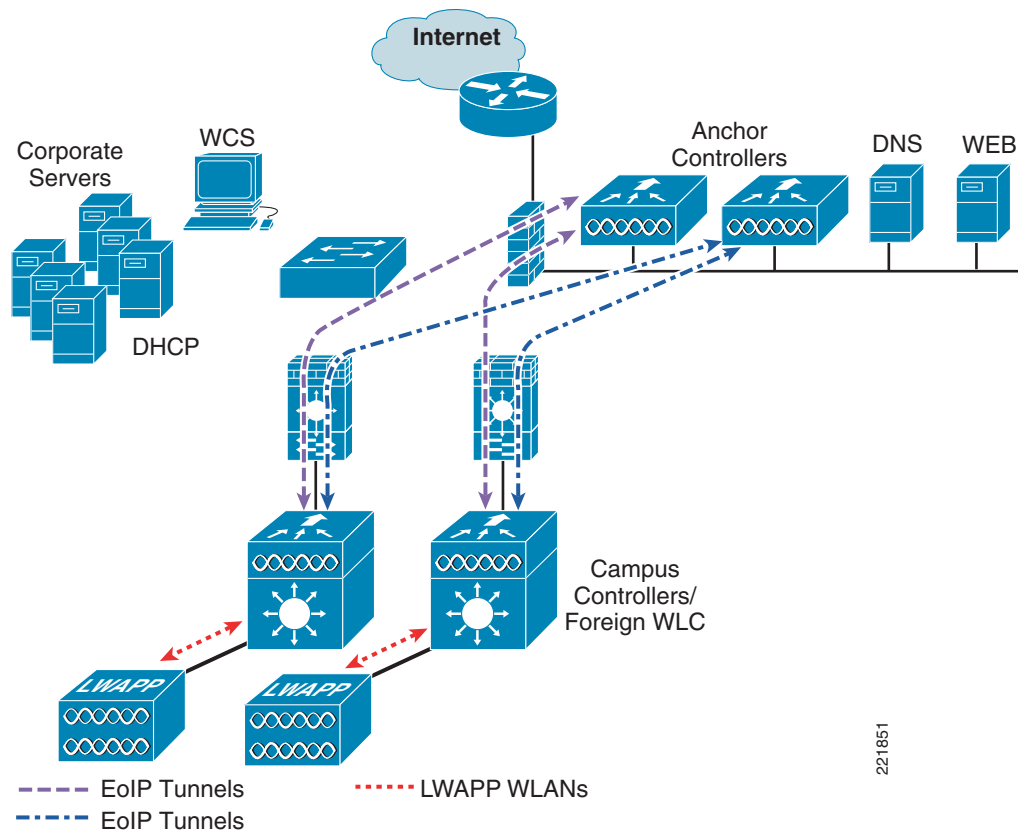 Internet
Corporate
Servers
WCS
Anchor
Controllers
DNS
WEB
DHCP
Campus
Controllers/
Foreign WLC
LWAPP
LWAPP
221851
EoIP Tunnels
LWAPP WLANs
EoIP Tunnels